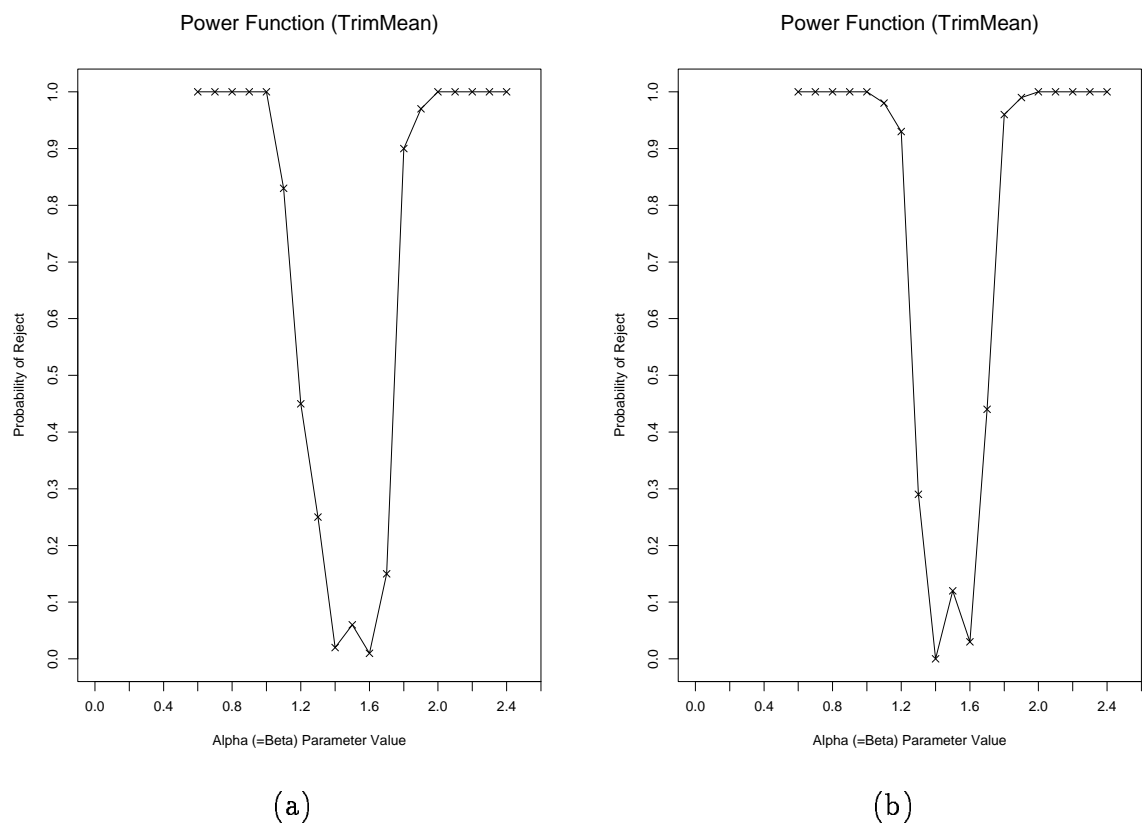 Power Function (TrimMean)
Probability of Reject
1.0
0.9
0.8
0.7
0.6
0.5
0.4
0.3
0.2
0.1
0.0
0.0 0.4 0.8 1.2 1.6 2.0 2.4
Alpha (=Beta) Parameter Value
(a)
Power Function (TrimMean)
Probability of Reject
1.0
0.9
0.8
0.7
0.6
0.5
0.4
0.3
0.2
0.1
0.0
0.0 0.4 0.8 1.2 1.6 2.0 2.4
Alpha (=Beta) Parameter Value
(b)